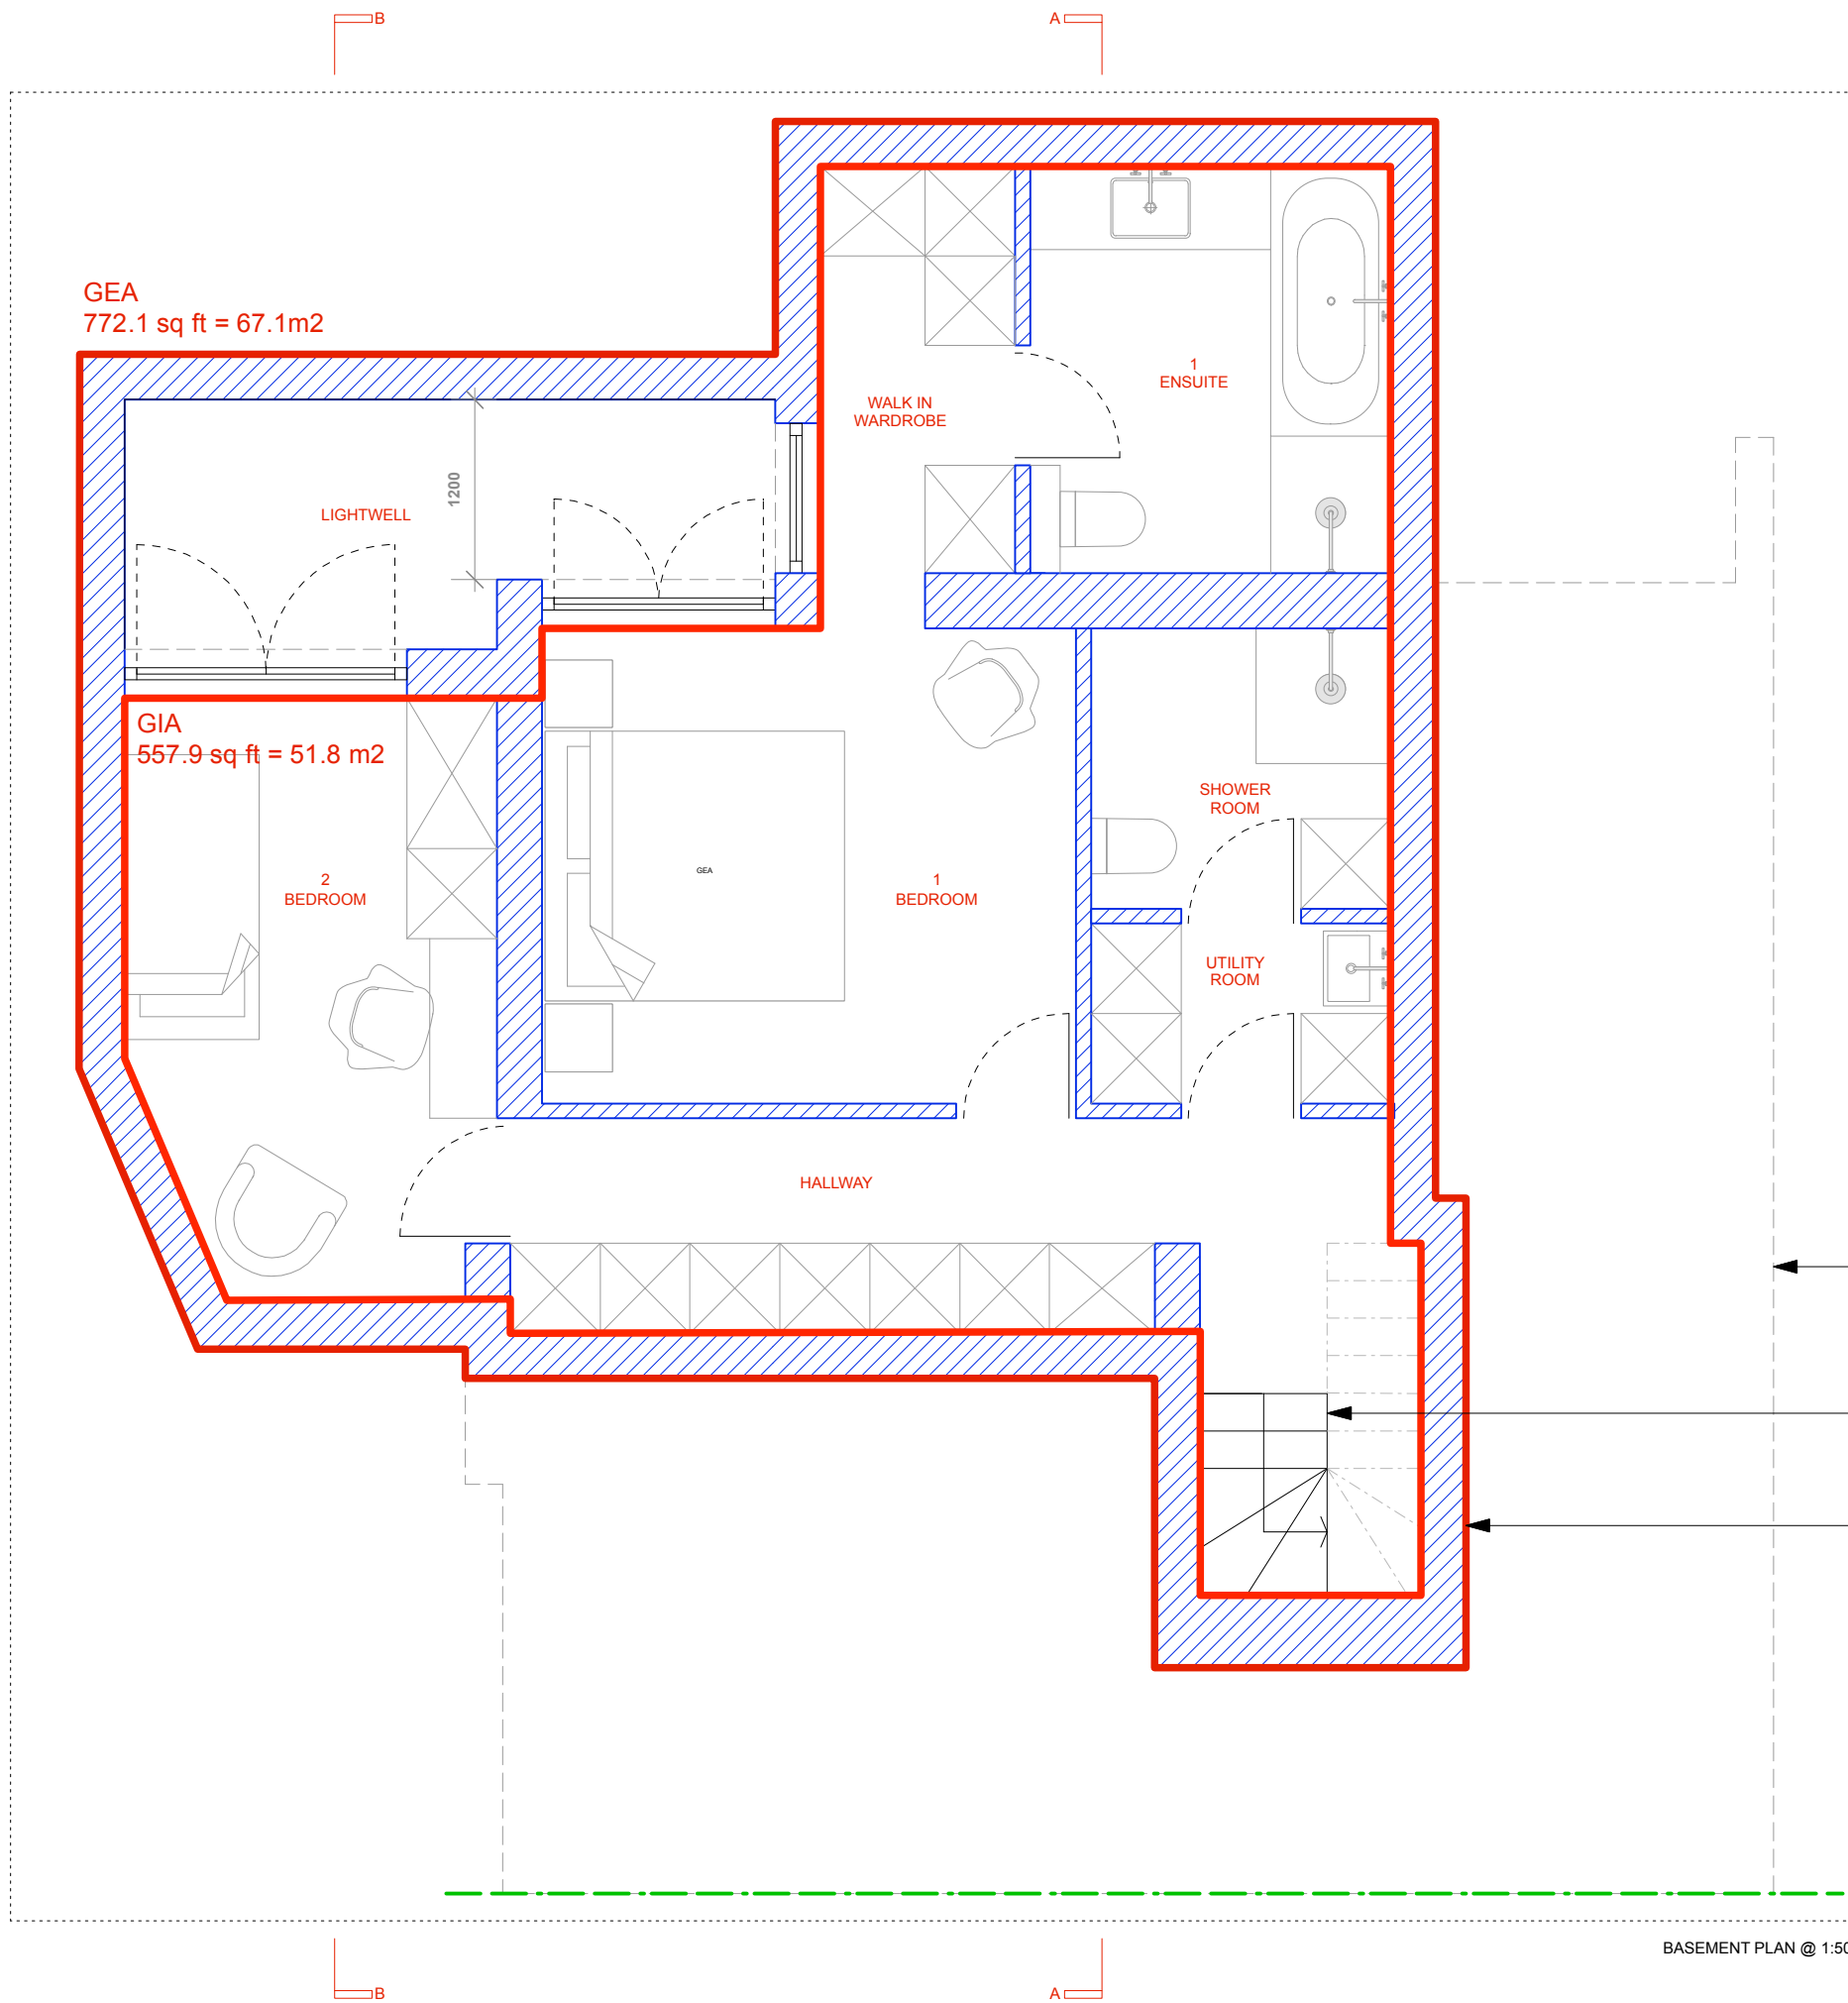 B
A
GEA
772.1 sq ft = 67.1m2
1
ENSUITE
WALK IN
WARDROBE
1200
LIGHTWELL
GIA
557.9 sq ft = 51.8 m2
SHOWER
ROOM
2
BEDROOM
GEA
1
BEDROOM
UTILITY
ROOM
HALLWAY
BASEMENT PLAN @ 1:50
B
A